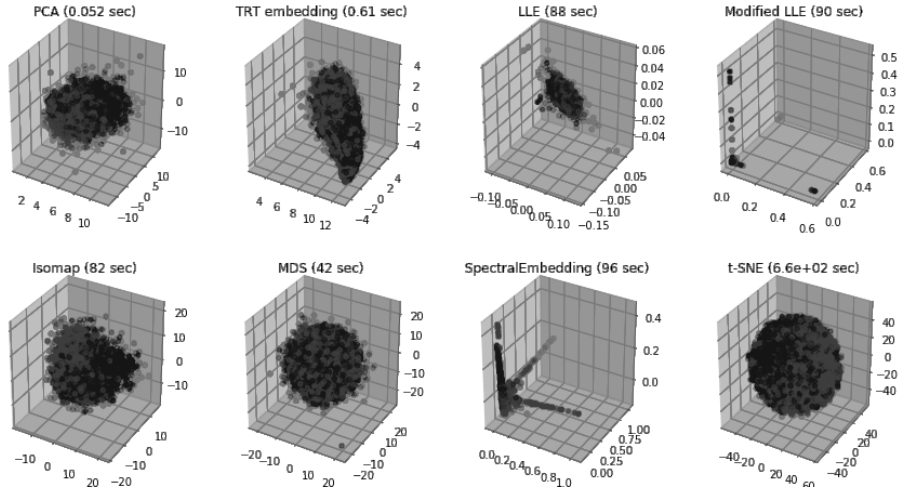 PCA (0.052 sec)
TRT embedding (0.61 sec)
LLE (88 sec)
Modified LLE (90 sec)
10
0
−10
2 4 6 8 10
−10 −5 0 5 10
4
2
0
−2
−4
4 6 8 10 12
−4 −2 0 2 4
0.06
0.04
0.02
0.00
−0.02
−0.04
−0.10 −0.05 0.00 0.05 0.10
−0.15 −0.10 −0.05 0.00 0.05
0.5
0.4
0.3
0.2
0.1
0.0
0.0 0.2 0.4 0.6
0.0 0.2 0.4 0.6
Isomap (82 sec)
MDS (42 sec)
SpectralEmbedding (96 sec)
t-SNE (6.6e+02 sec)
20
10
0
−10
−10 0 10 20
−20 −10 0 10
20
10
0
−10
−20
−20 −10 0 10 20
−20 −10 0 10 20
0.4
0.2
0.0
0.0 0.2 0.4 0.6 0.8 1.0
0.00 0.25 0.50 0.75 1.00
40
20
0
−20
−40
−40 −20 0 20 40 60
−40 −20 0 20 40